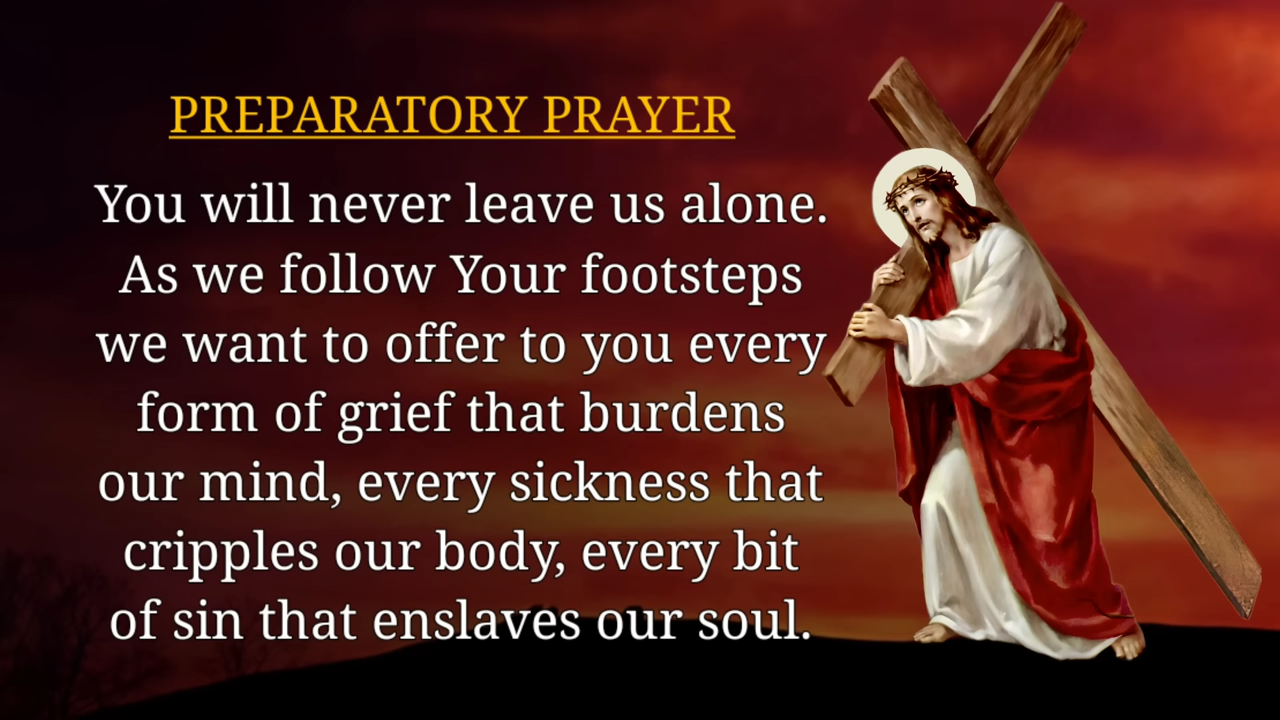 PREPARATORY PRAYER
You will never leave us alone.
As we follow Your footsteps
we want to offer to you every
form of grief that burdens
our mind, every sickness that
cripples our body, every bit
of sin that enslaves our soul.